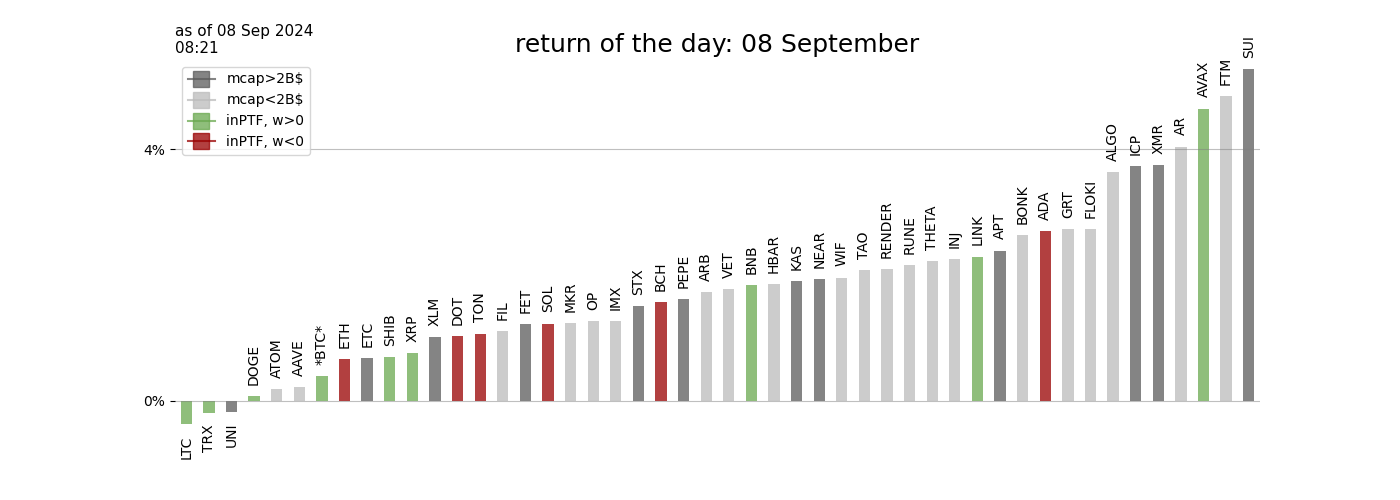 as of 08 Sep 2024
08:21
return of the day: 08 September
mcap>2B$
mcap<2B$
inPTF, w>0
inPTF, w<0
4%
0%
LTC
TRX
UNI
DOGE
ATOM
AAVE
*BTC*
ETH
ETC
SHIB
XRP
XLM
DOT
TON
FIL
FET
SOL
MKR
OP
IMX
STX
BCH
PEPE
ARB
VET
BNB
HBAR
KAS
NEAR
WIF
TAO
RENDER
RUNE
THETA
INJ
LINK
APT
BONK
ADA
GRT
FLOKI
ALGO
ICP
XMR
AR
AVAX
FTM
SUI